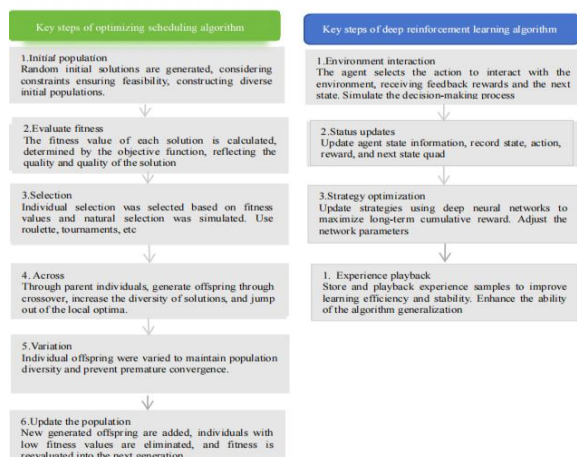 Key steps of optimizing scheduling algorithm
1.Initial population
Random initial solutions are generated, considering
constraints ensuring feasibility, constructing diverse
initial populations.
2.Evaluate fitness
The fitness value of each solution is calculated,
determined by the objective function, reflecting the
quality and quality of the solution
3.Selection
Individual selection was selected based on fitness
values and natural selection was simulated. Use
roulette, tournaments, etc
4. Across
Through parent individuals, generate offspring through
crossover, increase the diversity of solutions, and jump
out of the local optima.
5.Variation
Individual offspring were varied to maintain population
diversity and prevent premature convergence.
6.Update the population
New generated offspring are added, individuals with
low fitness values are eliminated, and fitness is
reevaluated into the next generation
Key steps of deep reinforcement learning algorithm
1.Environment interaction
The agent selects the action to interact with the
environment, receiving feedback rewards and the next
state. Simulate the decision-making process
2.Status updates
Update agent state information, record state, action,
reward, and next state quad
3.Strategy optimization
Update strategies using deep neural networks to
maximize long-term cumulative reward. Adjust the
network parameters
1. Experience playback
Store and playback experience samples to improve
learning efficiency and stability. Enhance the ability
of the algorithm generalization